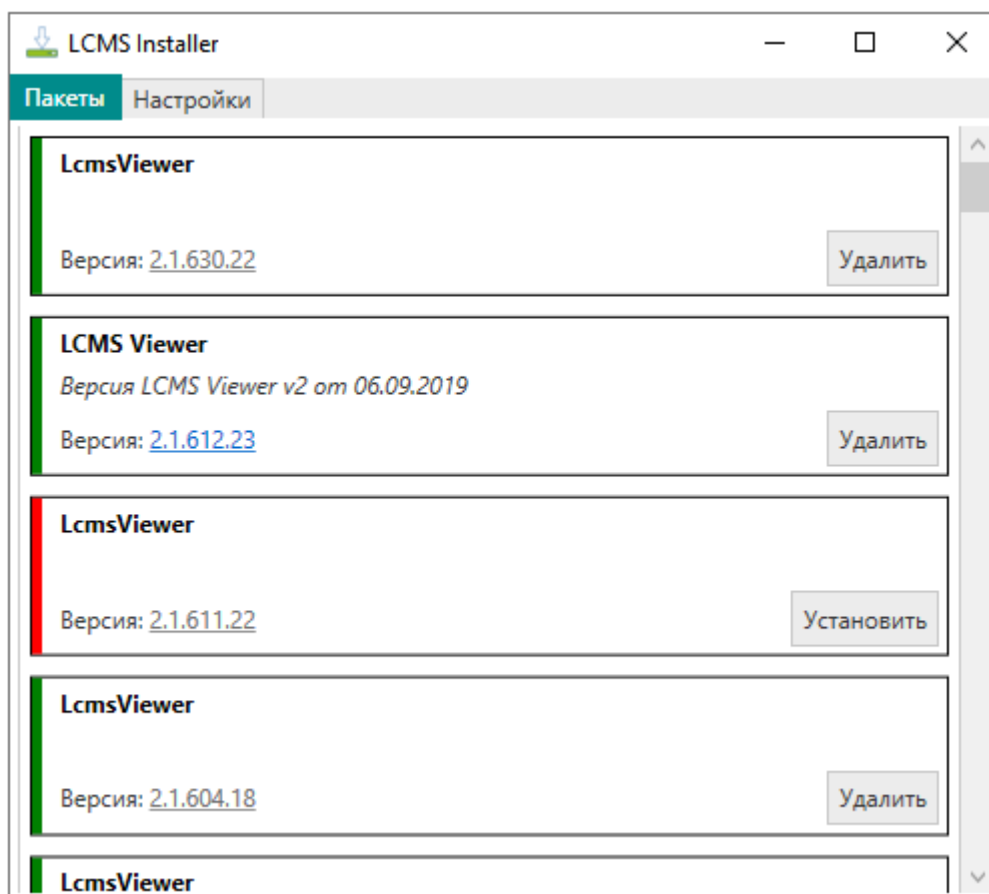 LCMS Installer
Пакеты Настройки
LcmsViewer
Версия: 2.1.630.22 Удалить
LCMS Viewer
Версия LCMS Viewer v2 от 06.09.2019
Версия: 2.1.612.23 Удалить
LcmsViewer
Версия: 2.1.611.22 Установить
LcmsViewer
Версия: 2.1.604.18 Удалить
LcmsViewer